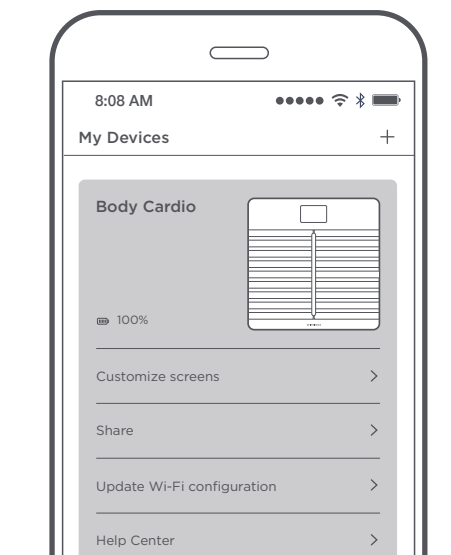 8:08 AM
My Devices
Body Cardio
100%
Customize screens
Share
Update Wi-Fi configuration
Help Center